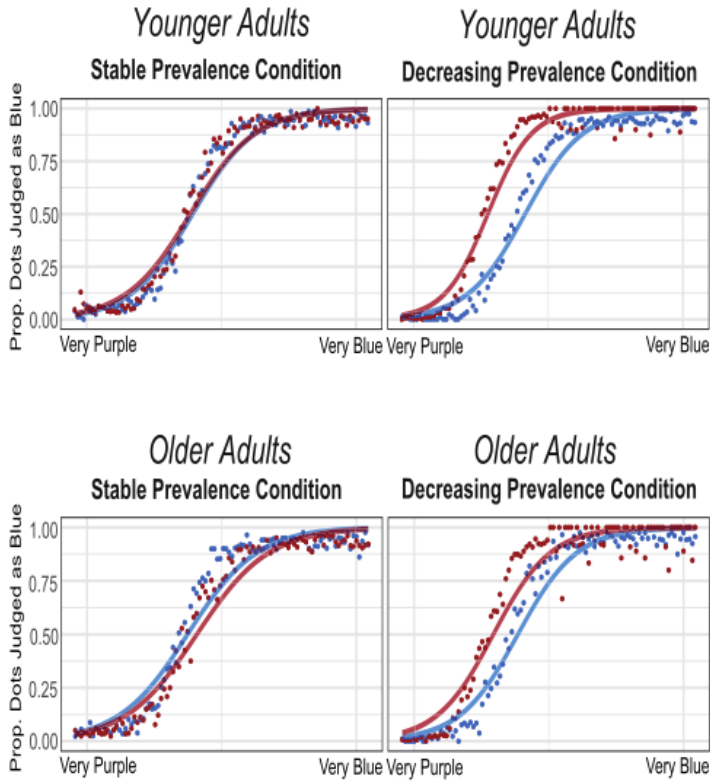 Younger Adults
Younger Adults
Stable Prevalence Condition
Decreasing Prevalence Condition
Prop. Dots Judged as Blue
1.00
0.75
0.50
0.25
0.00
Very Purple
Very Blue
Very Purple
Very Blue
Older Adults
Older Adults
Stable Prevalence Condition
Decreasing Prevalence Condition
Prop. Dots Judged as Blue
1.00
0.75
0.50
0.25
0.00
Very Purple
Very Blue
Very Purple
Very Blue